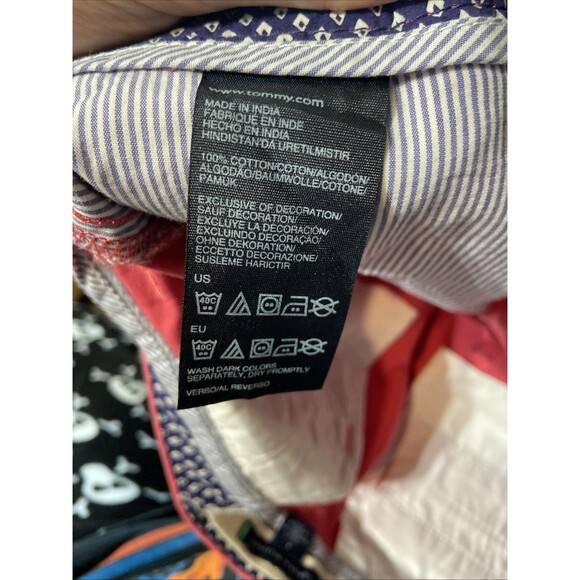 www.tommy.com
MADE IN INDIA
FABRIQUE EN INDE
HECHO EN INDIA
HINDISTAN'DA URETILMISTIR
100% COTTON/COTON/ALGODÓN/
ALGODÃO/BAUMWOLLE/COTONE/
PAMUK
EXCLUSIVE OF DECORATION/
SAUF DECORATION/
EXCLUYE LA DECORACIÓN/
EXCLUINDO DECORAÇÃO/
OHNE DEKORATION/
ECCETTO DECORAZIONE/
SUSLEME HARICTIR
US
40C
EU
40C
WASH DARK COLORS
SEPARATELY, DRY PROMPTLY
VERSO/AL REVERSO